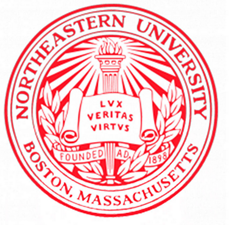 NORTHEASTERN UNIVERSITY
LVX
VERITAS
VIRTVS
FOUNDED A.D. 1898
BOSTON, MASSACHUSETTS